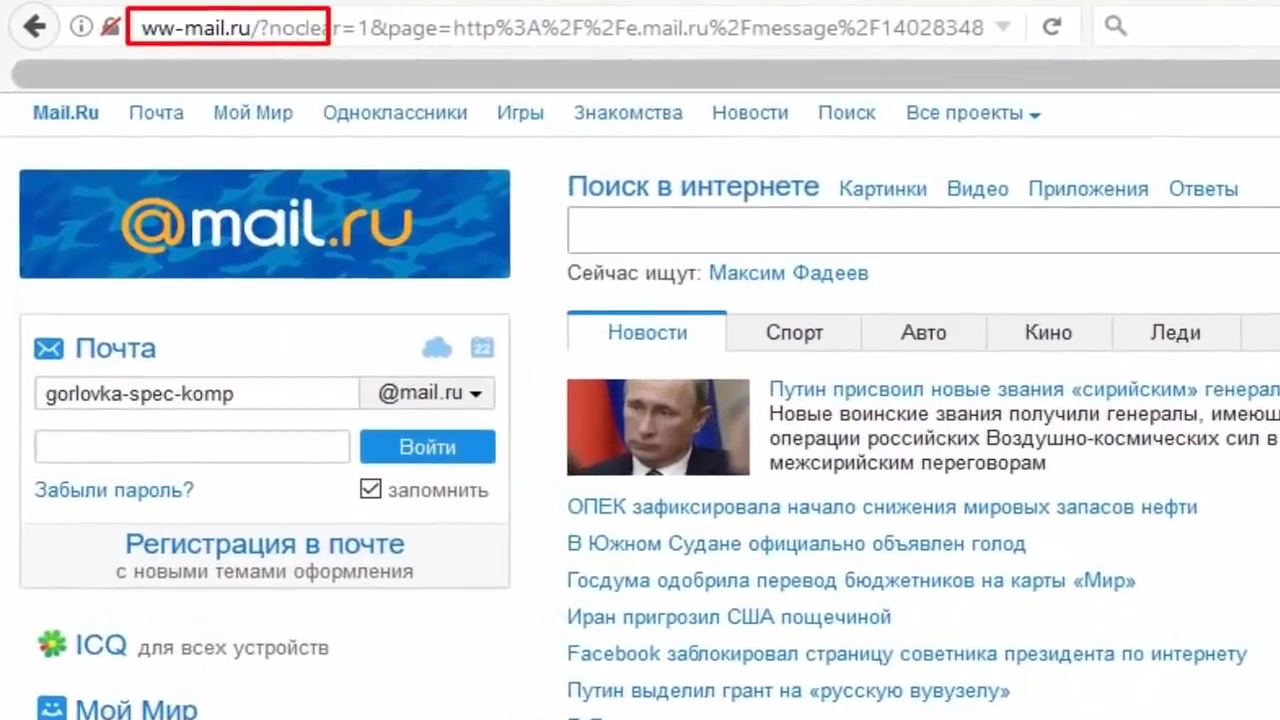 ww-mail.ru/?noclear=1&page=http%3A%2F%2Fe.mail.ru%2Fmessage%2F14028348
Mail.Ru Почта Мой Мир Одноклассники Игры Знакомства Новости Поиск Все проекты
@mail.ru
Поиск в интернете Картинки Видео Приложения Ответы
Сейчас ищут: Максим Фадеев
Почта 22
gorlovka-spec-komp @mail.ru
Войти
Забыли пароль? запомнить
Регистрация в почте
с новыми темами оформления
ICQ для всех устройств
Мой Мир
Новости Спорт Авто Кино Леди
Путин присвоил новые звания «сирийским» генерал
Новые воинские звания получили генералы, имеющ
операции российских Воздушно-космических сил в
межсирийским переговорам
ОПЕК зафиксировала начало снижения мировых запасов нефти
В Южном Судане официально объявлен голод
Госдума одобрила перевод бюджетников на карты «Мир»
Иран пригрозил США пощечиной
Facebook заблокировал страницу советника президента по интернету
Путин выделил грант на «русскую вувузелу»